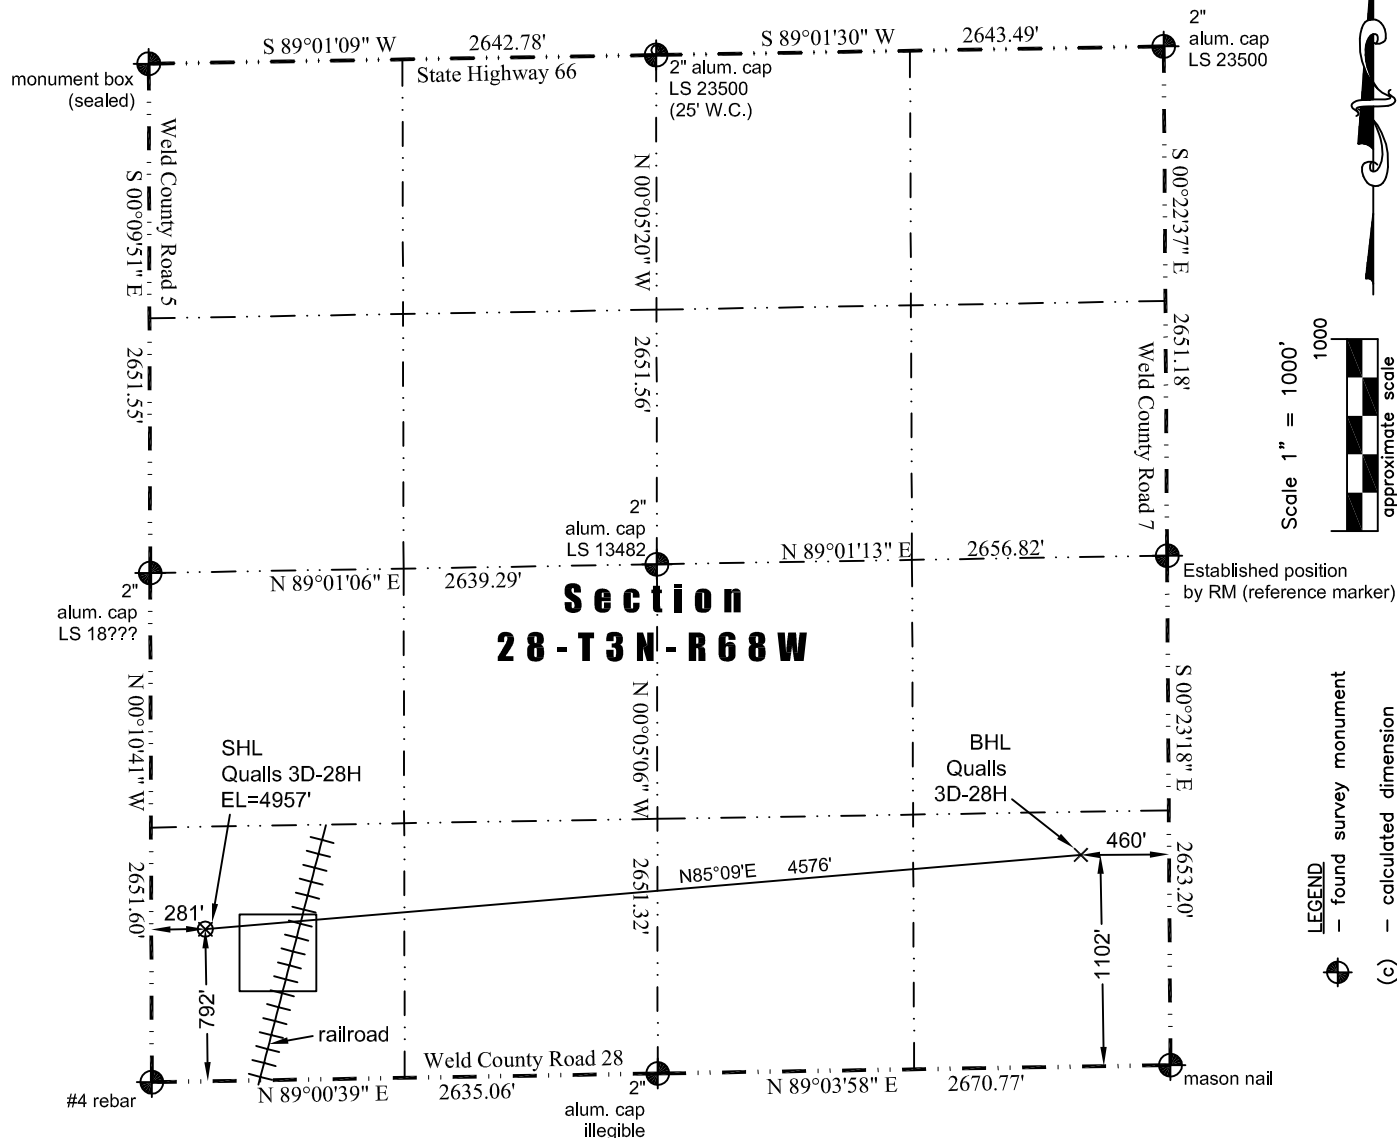 S 89°01'09" W 2642.78'
State Highway 66
S 89°01'30" W 2643.49'
2"
alum. cap
LS 23500
monument box
(sealed)
2" alum. cap
LS 23500
(25' W.C.)
Weld County Road 5
S 00°09'51" E 2651.55'
N 00°05'20" W 2651.56'
S 00°22'37" E 2651.18'
Weld County Road 7
Scale 1" = 1000'
1000
approximate scale
2"
alum. cap
LS 13482
N 89°01'06" E 2639.29'
N 89°01'13" E 2656.82'
Established position
by RM (reference marker)
2"
alum. cap
LS 18???
Section
28-T3N-R68W
N 00°10'41" W 2651.60'
N 00°05'06" W 2651.32'
S 00°23'18" E 2653.20'
SHL
Qualls 3D-28H
EL=4957'
BHL
Qualls
3D-28H
N85°09'E 4576'
460'
281'
792'
1102'
railroad
LEGEND
– found survey monument
(c) – calculated dimension
Weld County Road 28
#4 rebar
N 89°00'39" E 2635.06'
2"
alum. cap
illegible
N 89°03'58" E 2670.77'
mason nail